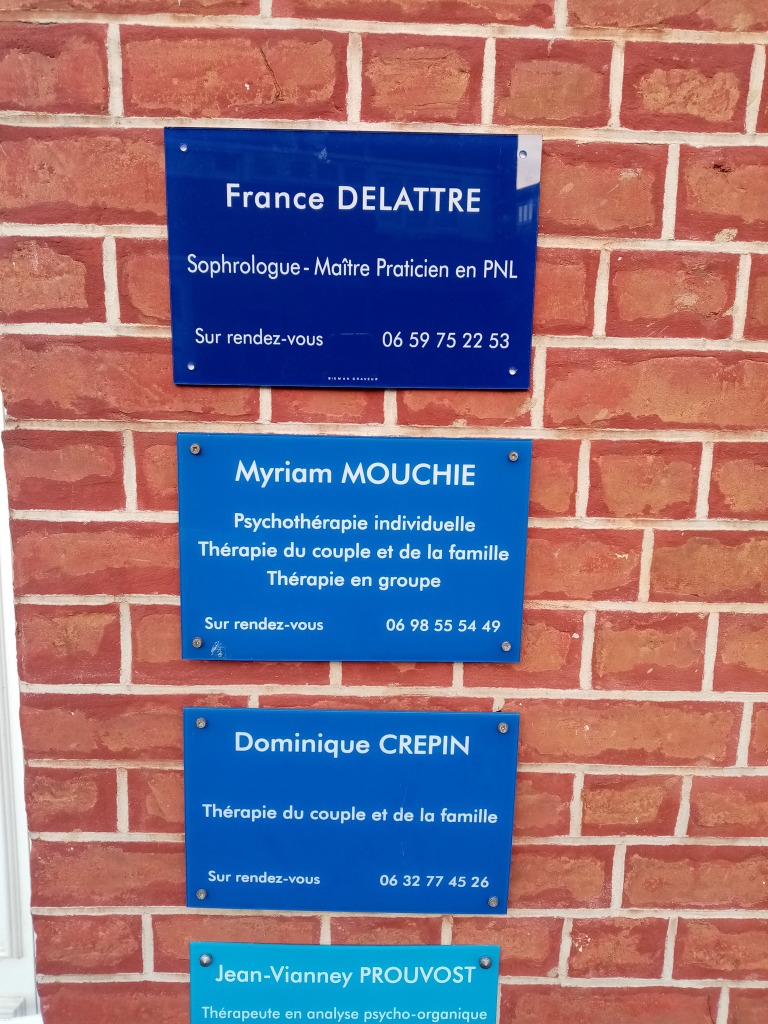 France DELATTRE
Sophrologue - Maître Praticien en PNL
Sur rendez-vous 06 59 75 22 53
Myriam MOUCHIE
Psychothérapie individuelle
Thérapie du couple et de la famille
Thérapie en groupe
Sur rendez-vous 06 98 55 54 49
Dominique CREPIN
Thérapie du couple et de la famille
Sur rendez-vous 06 32 77 45 26
Jean-Vianney PROUVOST
Thérapeute en analyse psycho-organique